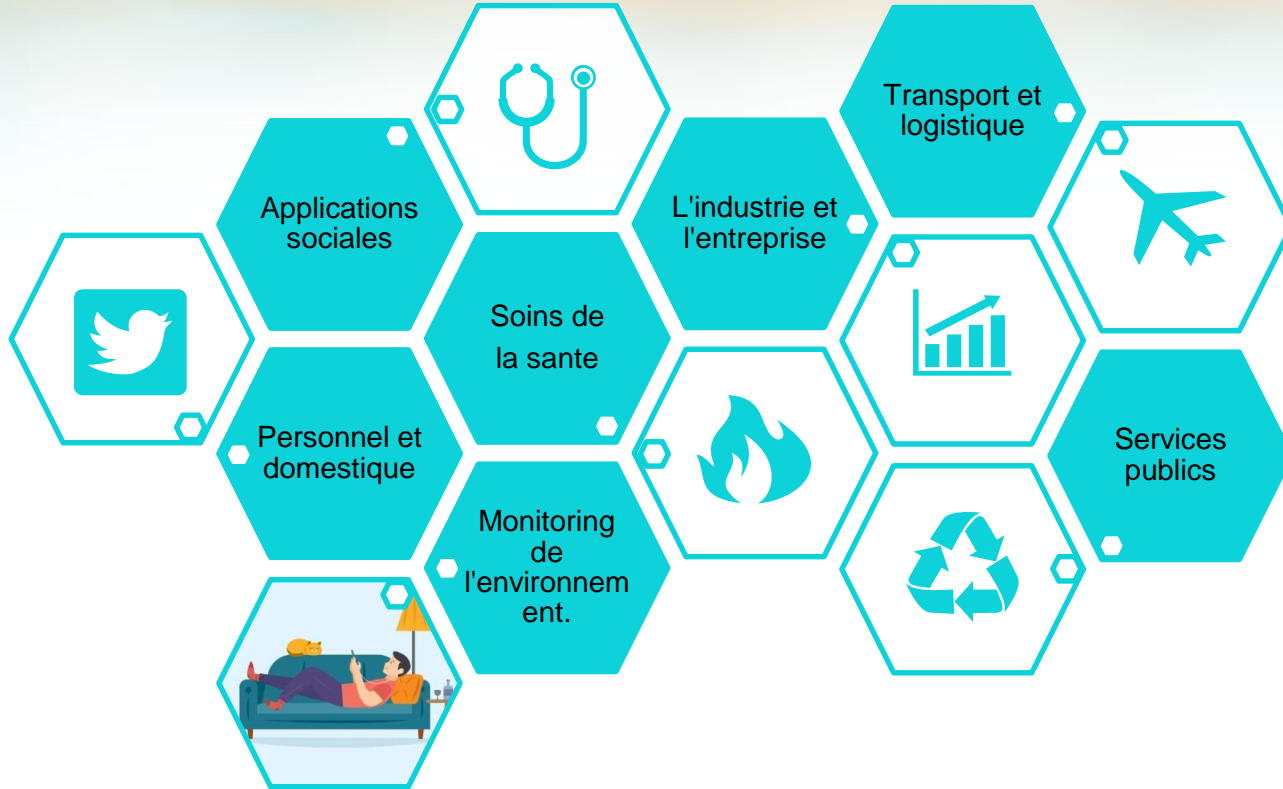 Transport et
logistique
Applications
sociales
L'industrie et
l'entreprise
Soins de
la sante
Personnel et
domestique
Services
publics
Monitoring
de
l'environnem
ent.